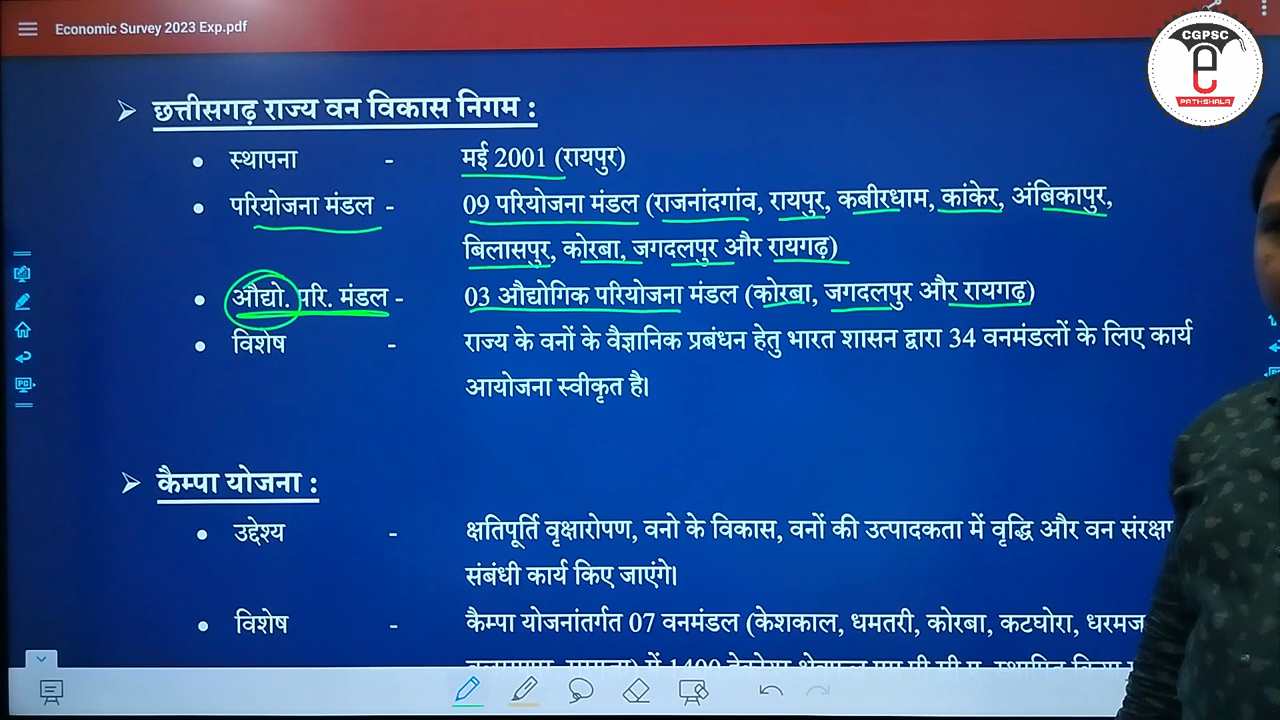 Economic Survey 2023 Exp.pdf
CGPSC
e
PATHSHALA
छत्तीसगढ़ राज्य वन विकास निगम :
स्थापना - मई 2001 (रायपुर)
परियोजना मंडल - 09 परियोजना मंडल (राजनांदगांव, रायपुर, कबीरधाम, कांकेर, अंबिकापुर,
बिलासपुर, कोरबा, जगदलपुर और रायगढ़)
औद्यो. परि. मंडल - 03 औद्योगिक परियोजना मंडल (कोरबा, जगदलपुर और रायगढ़)
विशेष - राज्य के वनों के वैज्ञानिक प्रबंधन हेतु भारत शासन द्वारा 34 वनमंडलों के लिए कार्य
आयोजना स्वीकृत है।
कैम्पा योजना :
उद्देश्य - क्षतिपूर्ति वृक्षारोपण, वनो के विकास, वनों की उत्पादकता में वृद्धि और वन
संबंधी कार्य किए जाएंगे।
विशेष - कैम्पा योजनांतर्गत 07 वनमंडल (केशकाल, धमतरी, कोरबा, कटघोरा,
में 1400